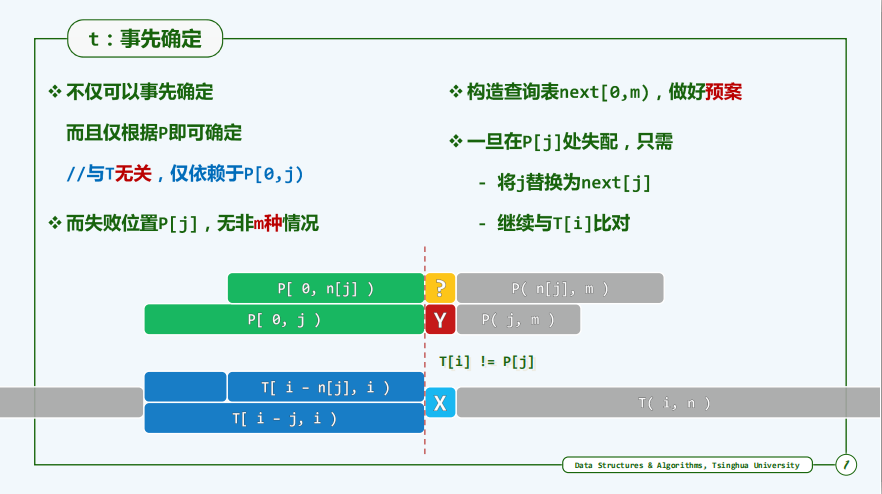 t：事先确定
❖ 不仅可以事先确定
而且仅根据P即可确定
//与T无关，仅依赖于P[0,j)
❖ 而失败位置P[j]，无非m种情况
❖ 构造查询表next[0,m)，做好预案
❖ 一旦在P[j]处失配，只需
- 将j替换为next[j]
- 继续与T[i]比对
P[ 0, n[j] )
?
P( n[j], m )
P[ 0, j )
Y
P( j, m )
T[i] != P[j]
T[ i - n[j], i )
X
T( i, n )
T[ i - j, i )
Data Structures & Algorithms, Tsinghua University